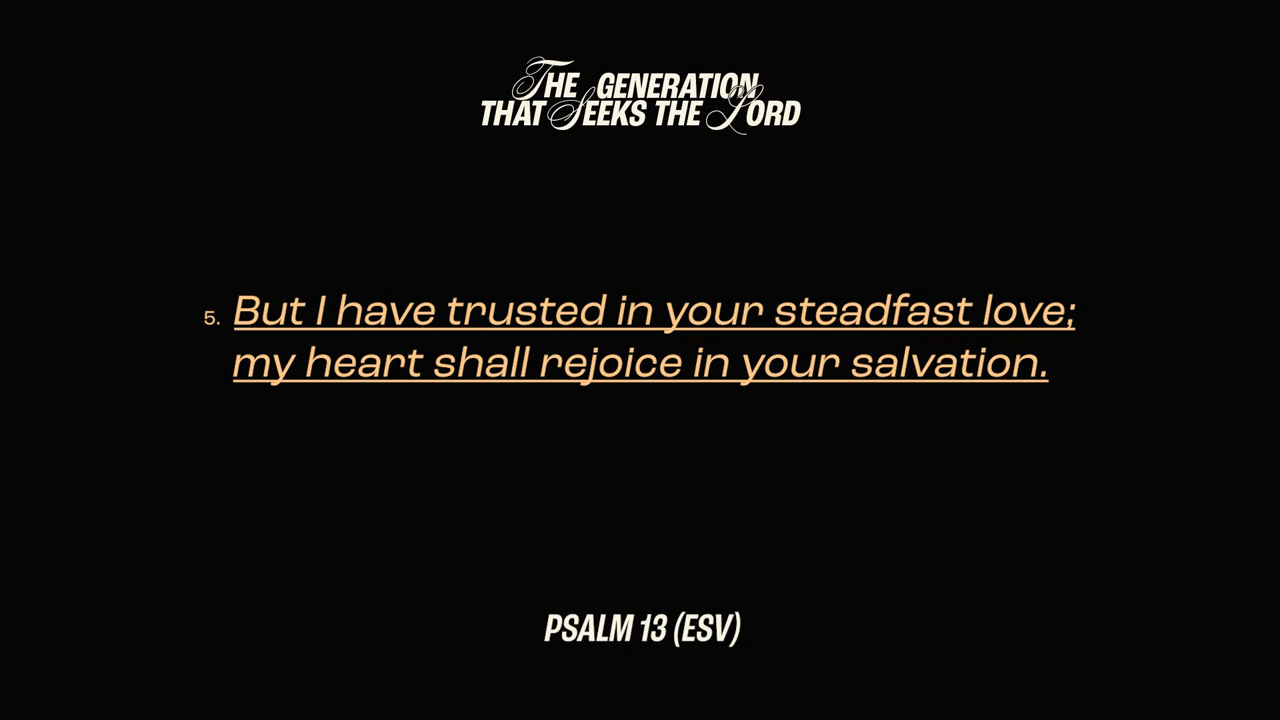 THE GENERATION
THAT SEEKS THE LORD
5. But I have trusted in your steadfast love;
my heart shall rejoice in your salvation.
PSALM 13 (ESV)